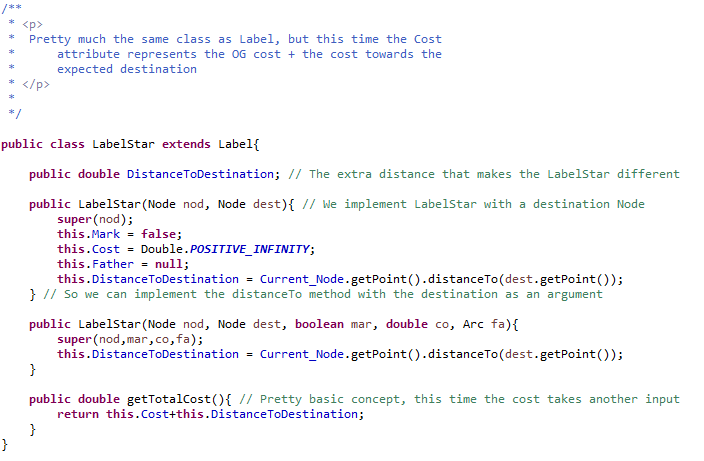 /**
 * <p>
 *  Pretty much the same class as Label, but this time the Cost
 *      attribute represents the OG cost + the cost towards the
 *      expected destination
 * </p>
 *
 */
public class LabelStar extends Label{
    public double DistanceToDestination; // The extra distance that makes the LabelStar different
    public LabelStar(Node nod, Node dest){ // We implement LabelStar with a destination Node
        super(nod);
        this.Mark = false;
        this.Cost = Double.POSITIVE_INFINITY;
        this.Father = null;
        this.DistanceToDestination = Current_Node.getPoint().distanceTo(dest.getPoint());
    } // So we can implement the distanceTo method with the destination as an argument
    public LabelStar(Node nod, Node dest, boolean mar, double co, Arc fa){
        super(nod,mar,co,fa);
        this.DistanceToDestination = Current_Node.getPoint().distanceTo(dest.getPoint());
    }
    public double getTotalCost(){ // Pretty basic concept, this time the cost takes another input
        return this.Cost+this.DistanceToDestination;
    }
}